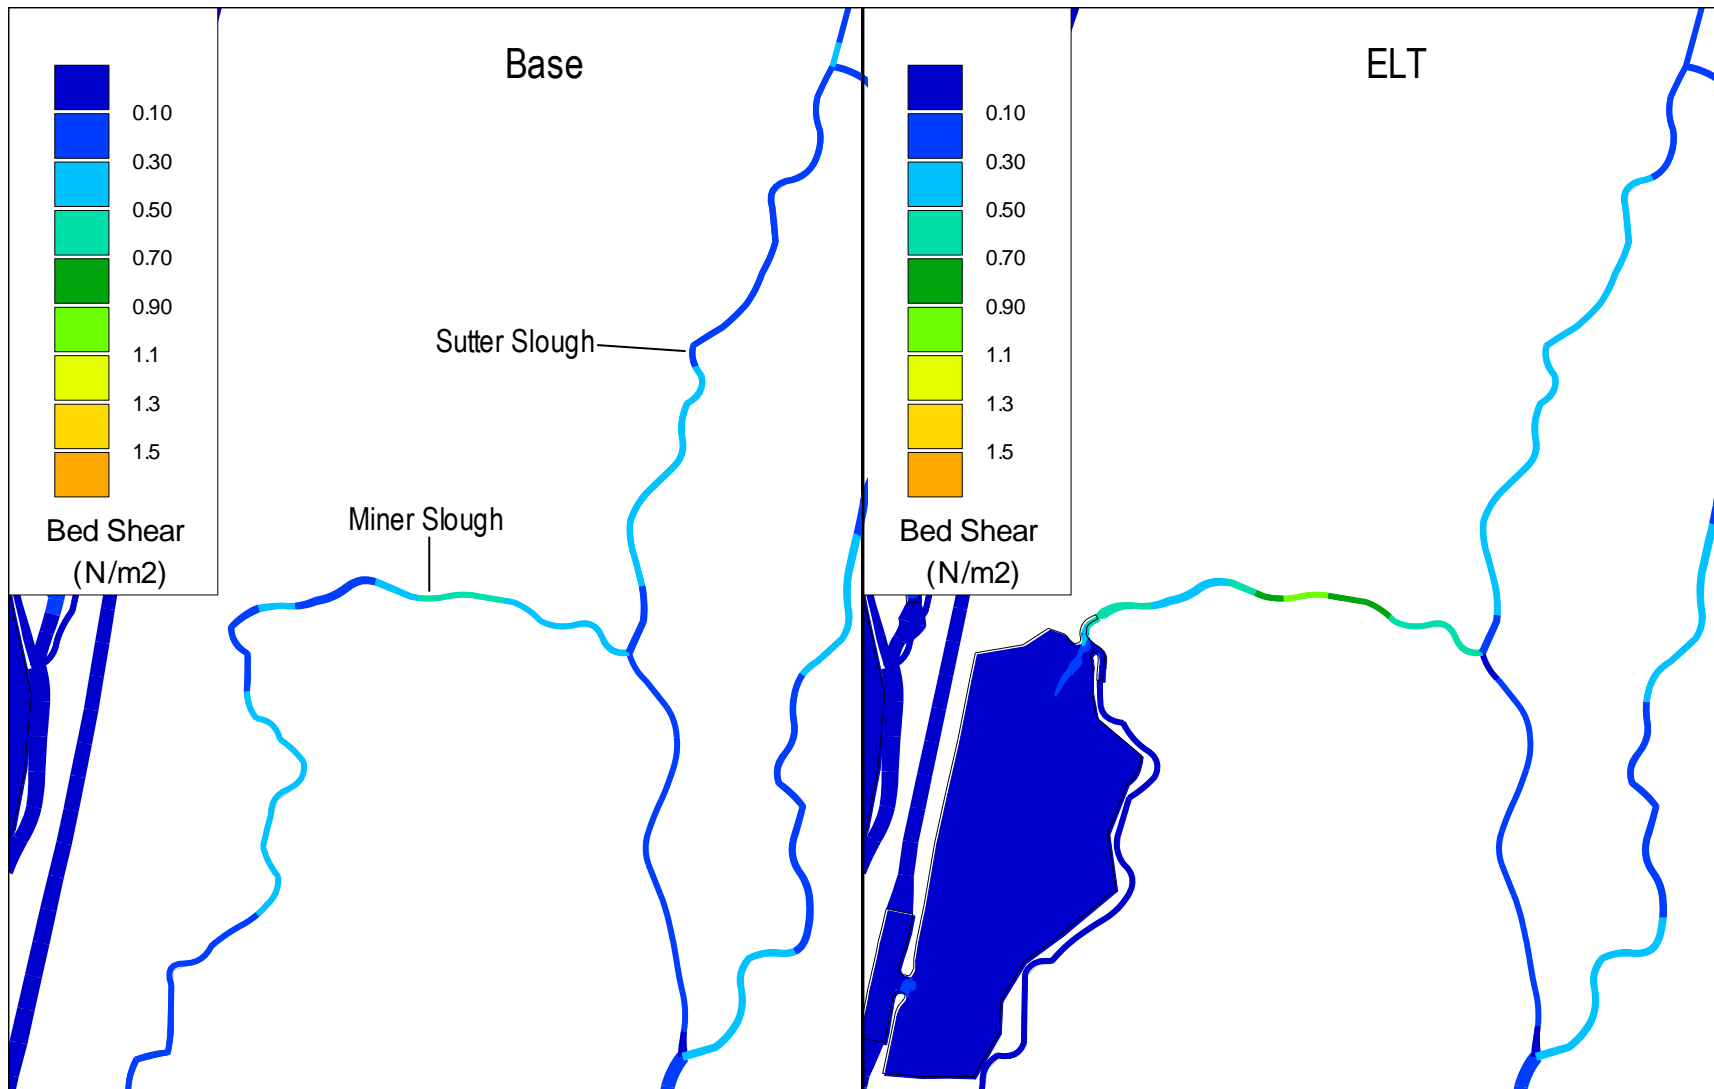 Base
0.10
0.30
0.50
0.70
0.90
1.1
1.3
1.5
Bed Shear
(N/m2)
Sutter Slough
Miner Slough
ELT
0.10
0.30
0.50
0.70
0.90
1.1
1.3
1.5
Bed Shear
(N/m2)